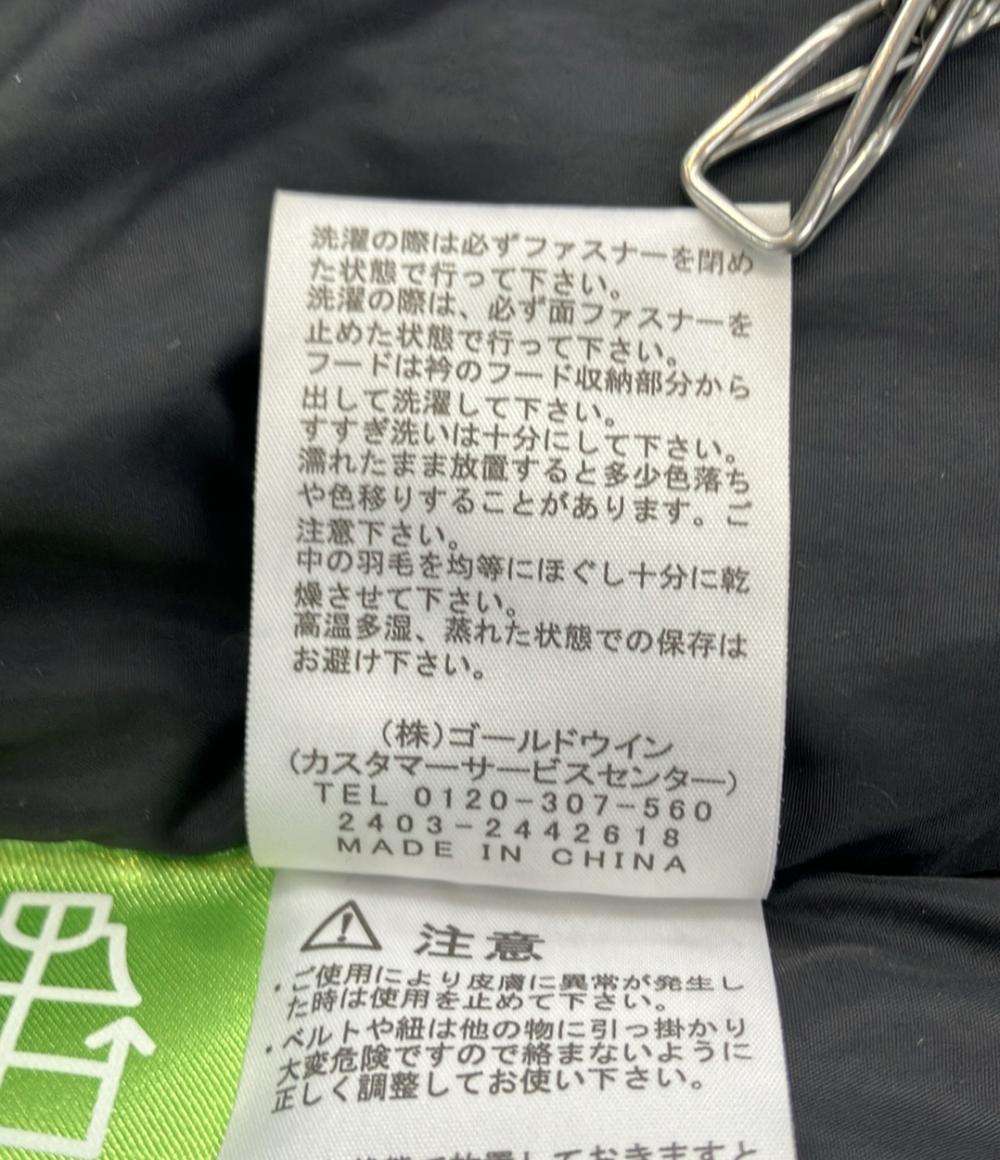 洗濯の際は必ずファスナーを閉め
た状態で行って下さい。
洗濯の際は、必ず面ファスナーを
止めた状態で行って下さい。
フードは衿のフード収納部分から
出して洗濯して下さい。
すすぎ洗いは十分にして下さい。
濡れたまま放置すると多少色落ち
や色移りすることがあります。ご
注意下さい。
中の羽毛を均等にほぐし十分に乾
燥させて下さい。
高温多湿、蒸れた状態での保存は
お避け下さい。
(株)ゴールドウイン
(カスタマーサービスセンター)
TEL 0120-307-560
2403-2442618
MADE IN CHINA
注意
・ご使用により皮膚に異常が発生し
た時は使用を止めて下さい。
・ベルトや紐は他の物に引っ掛かり
大変危険ですので絡まないように
正しく調整してお使い下さい。
放置しておきますと